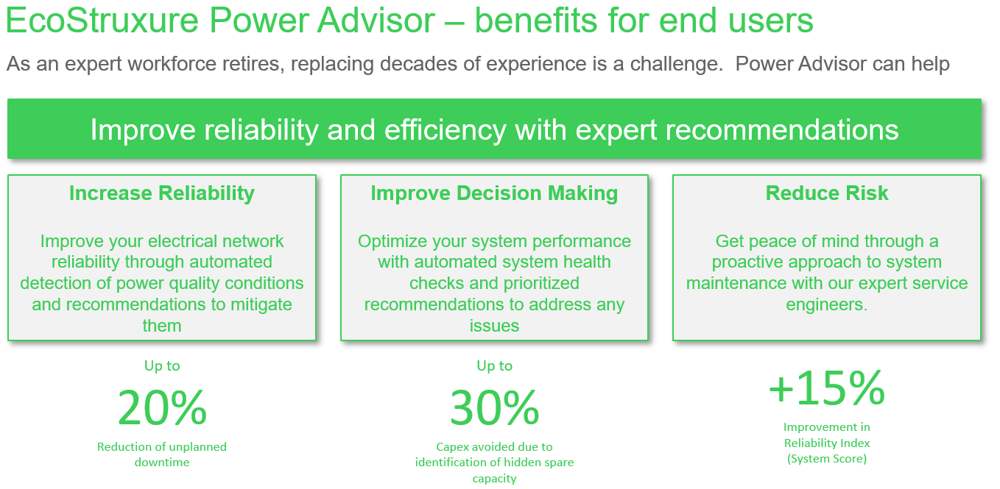 EcoStruxure Power Advisor – benefits for end users
As an expert workforce retires, replacing decades of experience is a challenge.  Power Advisor can help
Improve reliability and efficiency with expert recommendations
Increase Reliability
Improve your electrical network
reliability through automated
detection of power quality conditions
and recommendations to mitigate
them
Up to
20%
Reduction of unplanned
downtime
Improve Decision Making
Optimize your system performance
with automated system health
checks and prioritized
recommendations to address any
issues
Up to
30%
Capex avoided due to
identification of hidden spare
capacity
Reduce Risk
Get peace of mind through a
proactive approach to system
maintenance with our expert service
engineers.
+15%
Improvement in
Reliability Index
(System Score)